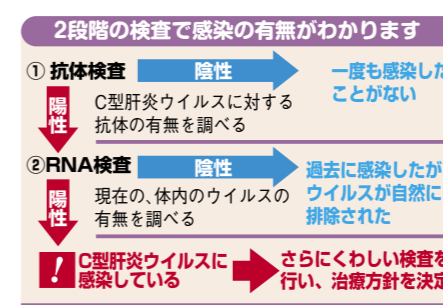 2段階の検査で感染の有無がわかります
① 抗体検査
陰性
一度も感染した
ことがない
陽性
C型肝炎ウイルスに対する
抗体の有無を調べる
②RNA検査
陰性
過去に感染したが
ウイルスが自然に
排除された
陽性
現在の、体内のウイルスの
有無を調べる
!
C型肝炎ウイルスに
感染している
さらにくわしい検査を
行い、治療方針を決定